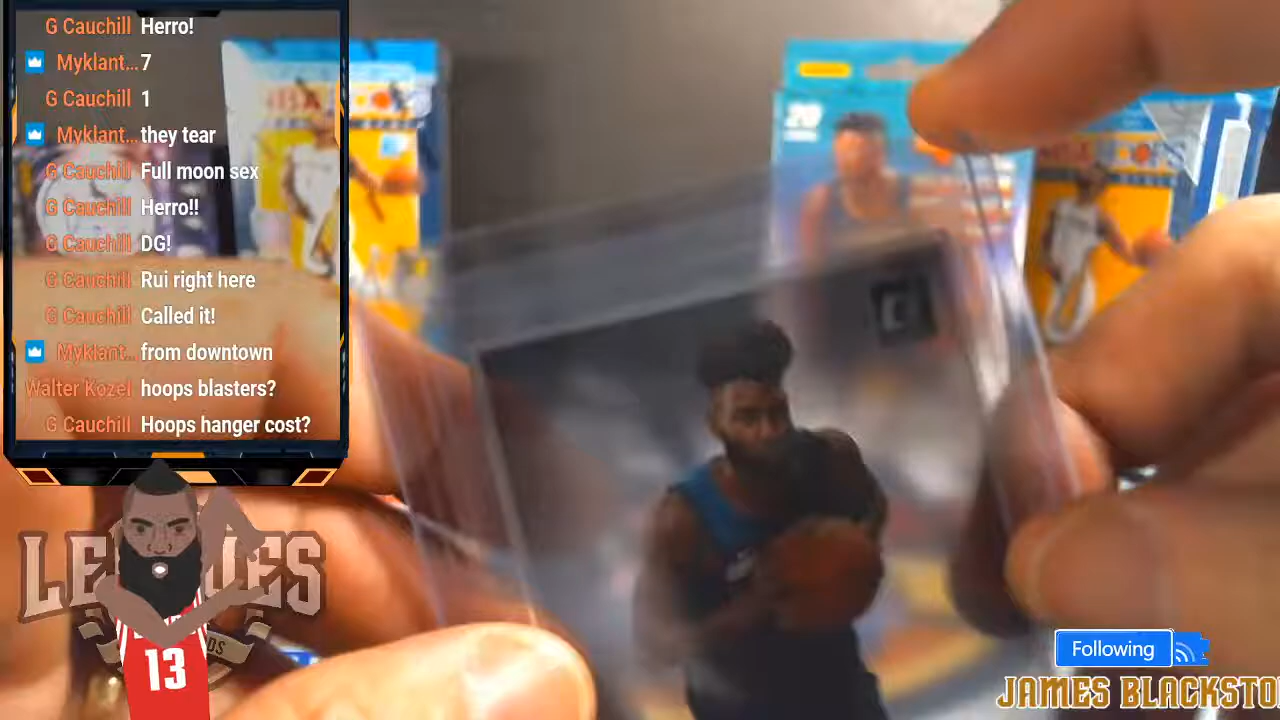 G Cauchill Herro!
Myklant... 7
G Cauchill 1
Myklant... they tear
G Cauchill Full moon sex
G Cauchill Herro!!
G Cauchill DG!
G Cauchill Rui right here
G Cauchill Called it!
Myklant... from downtown
Walter Kozel hoops blasters?
G Cauchill Hoops hanger cost?
13
Following
JAMES BLACKSTO